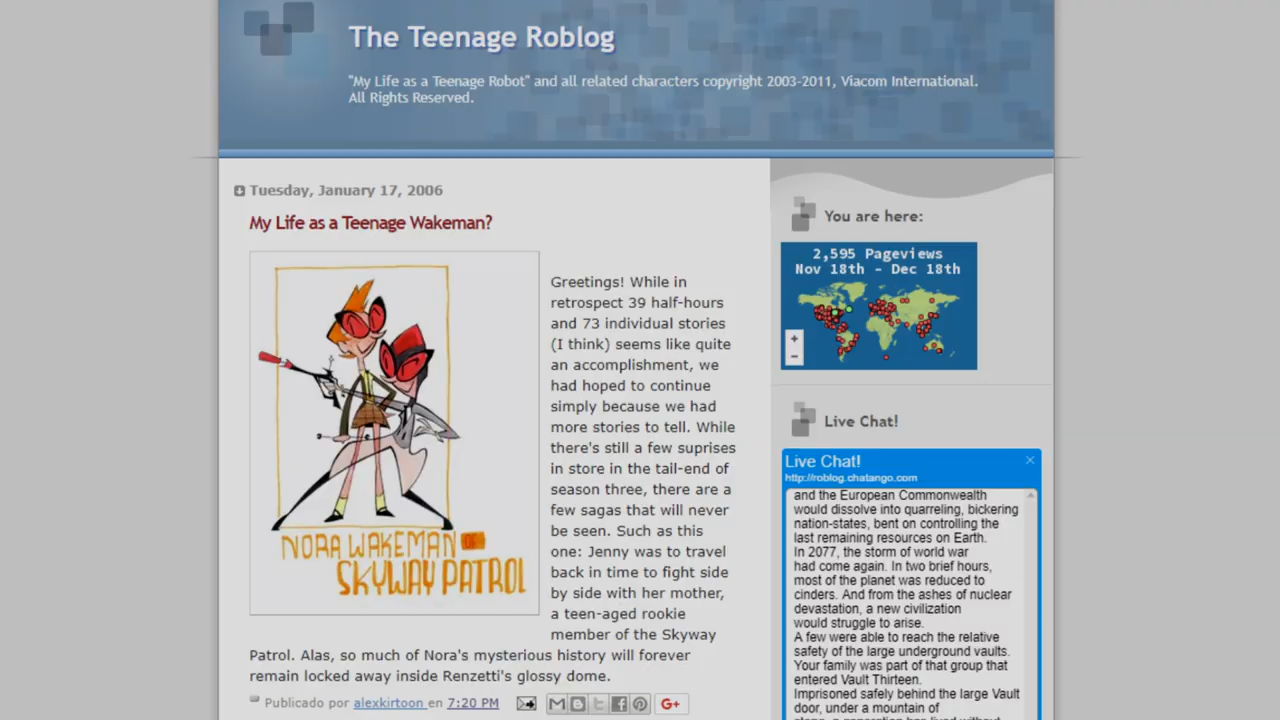 The Teenage Roblog
"My Life as a Teenage Robot" and all related characters copyright 2003-2011, Viacom International.
All Rights Reserved.
Tuesday, January 17, 2006
My Life as a Teenage Wakeman?
NORA WAKEMAN OF
SKYWAY PATROL
Greetings! While in
retrospect 39 half-hours
and 73 individual stories
(I think) seems like quite
an accomplishment, we
had hoped to continue
simply because we had
more stories to tell. While
there's still a few suprises
in store in the tail-end of
season three, there are a
few sagas that will never
be seen. Such as this
one: Jenny was to travel
back in time to fight side
by side with her mother,
a teen-aged rookie
member of the Skyway
Patrol. Alas, so much of Nora's mysterious history will forever
remain locked away inside Renzetti's glossy dome.
Publicado por alexkirtoon en 7:20 PM
G+
You are here:
2,595 Pageviews
Nov 18th - Dec 18th
+
−
Live Chat!
Live Chat!
http://roblog.chatango.com
and the European Commonwealth
would dissolve into quarreling, bickering
nation-states, bent on controlling the
last remaining resources on Earth.
In 2077, the storm of world war
had come again. In two brief hours,
most of the planet was reduced to
cinders. And from the ashes of nuclear
devastation, a new civilization
would struggle to arise.
A few were able to reach the relative
safety of the large underground vaults.
Your family was part of that group that
entered Vault Thirteen.
Imprisoned safely behind the large Vault
door, under a mountain of